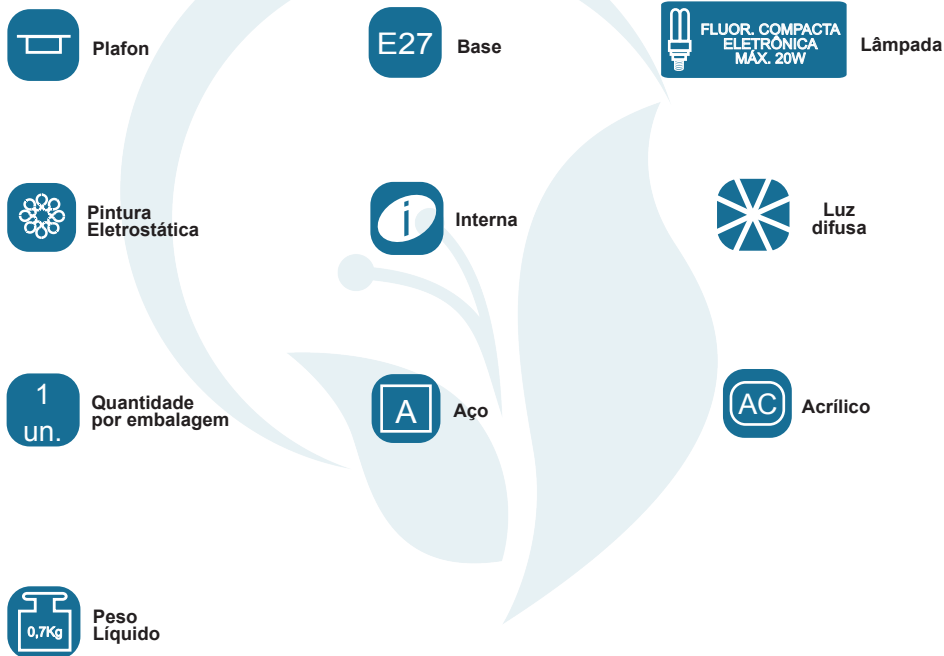 Plafon
E27
Base
FLUOR. COMPACTA
ELETRÔNICA
MÁX. 20W
Lâmpada
Pintura
Eletrostática
i
Interna
Luz
difusa
1
un.
Quantidade
por embalagem
A
Aço
AC
Acrílico
0,7Kg
Peso
Líquido